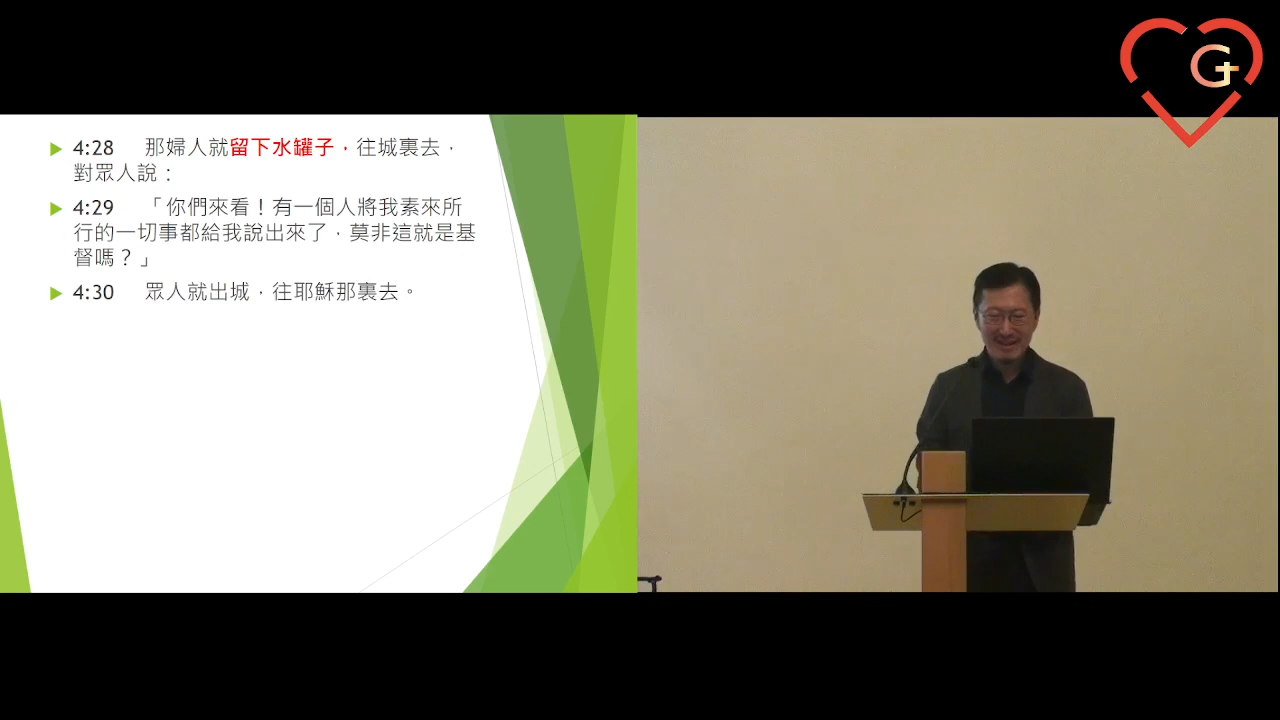 4:28 那婦人就留下水罐子，往城裏去，
對眾人說：
4:29 「你們來看！有一個人將我素來所
行的一切事都給我說出來了，莫非這就是基
督嗎？」
4:30 眾人就出城，往耶穌那裏去。
G